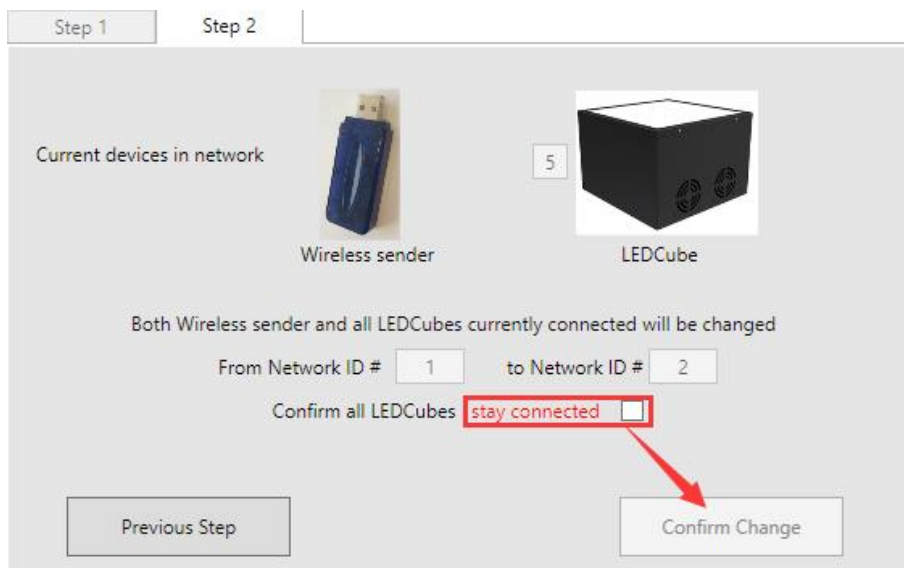 Step 1
Step 2
Current devices in network
5
Wireless sender
LEDCube
Both Wireless sender and all LEDCubes currently connected will be changed
From Network ID # 1 to Network ID # 2
Confirm all LEDCubes stay connected
Previous Step
Confirm Change